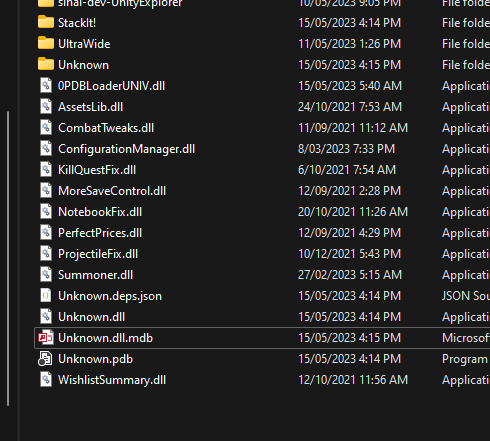 sinai-dev-UnityExplorer 10/05/2023 9:05 PM File folde
StackIt! 15/05/2023 4:14 PM File folde
UltraWide 11/05/2023 1:26 PM File folde
Unknown 15/05/2023 4:15 PM File folde
0PDBLoaderUNIV.dll 15/05/2023 5:40 AM Applicati
AssetsLib.dll 24/10/2021 7:53 AM Applicati
CombatTweaks.dll 11/09/2021 11:12 AM Applicati
ConfigurationManager.dll 8/03/2023 7:33 PM Applicati
KillQuestFix.dll 6/10/2021 7:54 AM Applicati
MoreSaveControl.dll 12/09/2021 2:28 PM Applicati
NotebookFix.dll 20/10/2021 11:26 AM Applicati
PerfectPrices.dll 12/09/2021 4:29 PM Applicati
ProjectileFix.dll 10/12/2021 5:43 PM Applicati
Summoner.dll 27/02/2023 5:15 AM Applicati
Unknown.deps.json 15/05/2023 4:14 PM JSON Sou
Unknown.dll 15/05/2023 4:14 PM Applicati
Unknown.dll.mdb 15/05/2023 4:15 PM Microsof
Unknown.pdb 15/05/2023 4:14 PM Program
WishlistSummary.dll 12/10/2021 11:56 AM Applicati